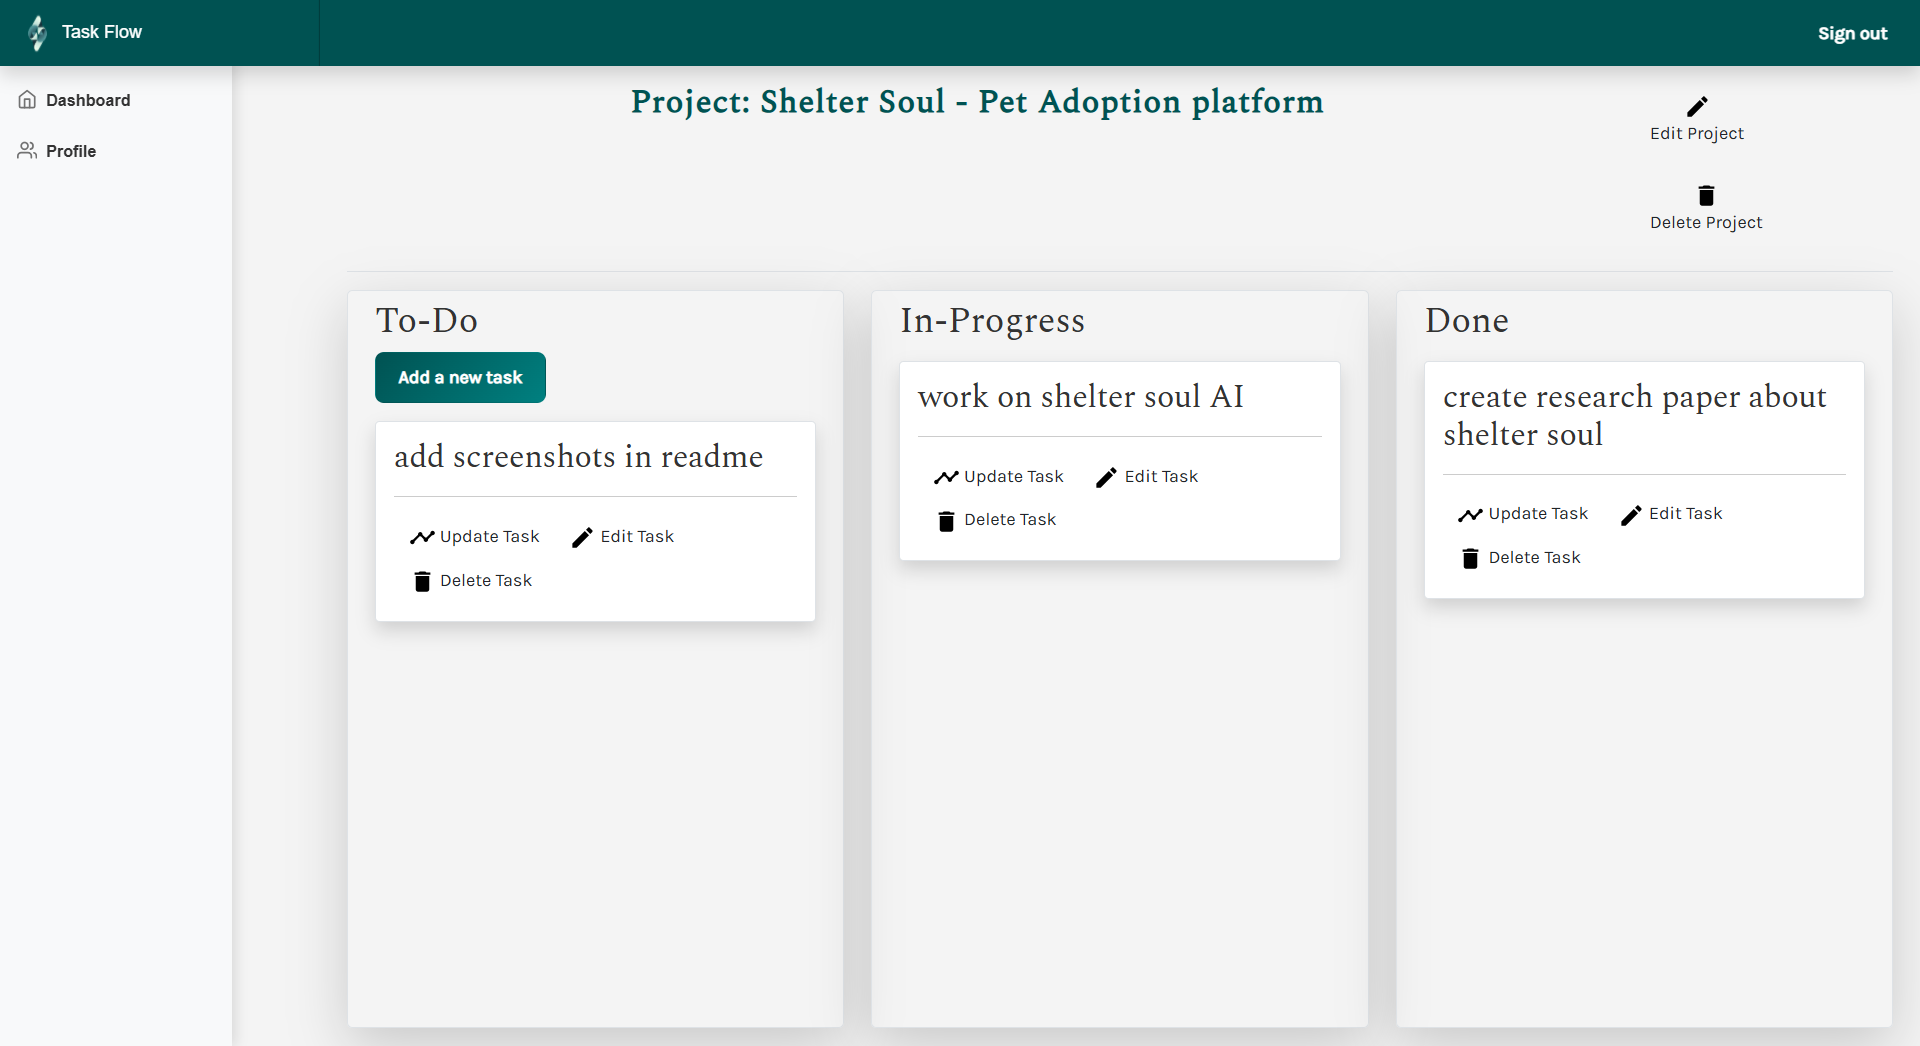 Task Flow
Sign out
Dashboard
Profile
Project: Shelter Soul - Pet Adoption platform
Edit Project
Delete Project
To-Do
Add a new task
add screenshots in readme
Update Task
Edit Task
Delete Task
In-Progress
work on shelter soul AI
Update Task
Edit Task
Delete Task
Done
create research paper about
shelter soul
Update Task
Edit Task
Delete Task